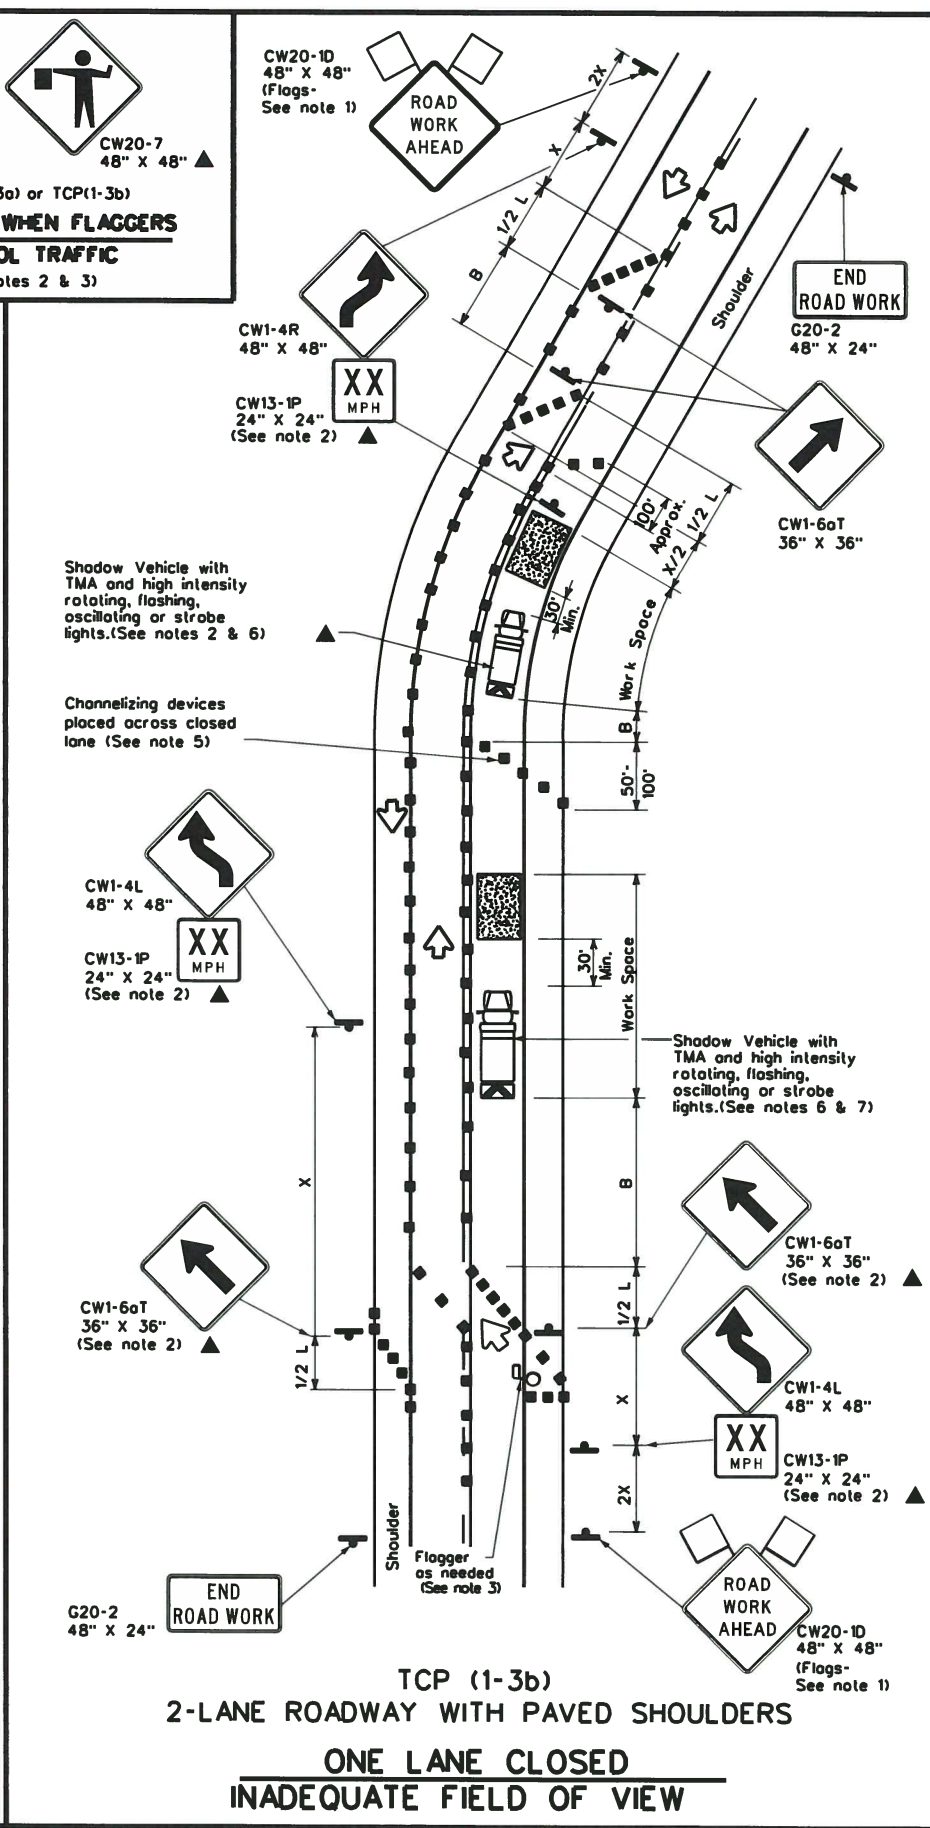 CW20-7
48" X 48"
3a) or TCP(1-3b)
WHEN FLAGGERS
OL TRAFFIC
otes 2 & 3)
CW20-1D
48" X 48"
(Flags-
See note 1)
ROAD
WORK
AHEAD
2X
X
1/2 L
B
END
ROAD WORK
G20-2
48" X 24"
Shoulder
CW1-4R
48" X 48"
XX
MPH
CW13-1P
24" X 24"
(See note 2)
CW1-6aT
36" X 36"
100'
Approx.
1/2 L
X/2
30'
Min.
Work Space
B
50'-
100'
Shadow Vehicle with
TMA and high intensity
rotating, flashing,
oscillating or strobe
lights.(See notes 2 & 6)
Channelizing devices
placed across closed
lane (See note 5)
CW1-4L
48" X 48"
XX
MPH
CW13-1P
24" X 24"
(See note 2)
30'
Min.
Work Space
Shadow Vehicle with
TMA and high intensity
rotating, flashing,
oscillating or strobe
lights.(See notes 6 & 7)
X
B
CW1-6aT
36" X 36"
(See note 2)
1/2 L
CW1-6aT
36" X 36"
(See note 2)
1/2 L
X
CW1-4L
48" X 48"
XX
MPH
CW13-1P
24" X 24"
(See note 2)
2X
Shoulder
Flagger
as needed
(See note 3)
END
ROAD WORK
G20-2
48" X 24"
ROAD
WORK
AHEAD
CW20-1D
48" X 48"
(Flags-
See note 1)
TCP (1-3b)
2-LANE ROADWAY WITH PAVED SHOULDERS
ONE LANE CLOSED
INADEQUATE FIELD OF VIEW